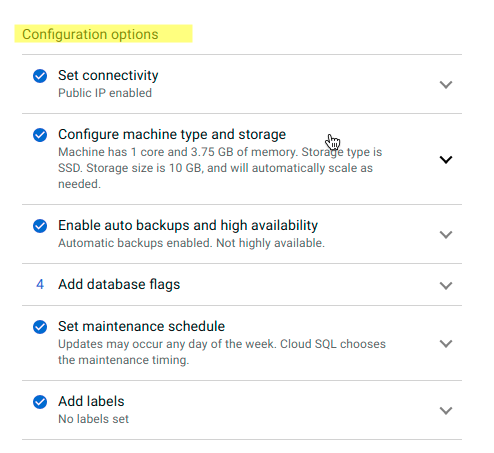 Configuration options
Set connectivity
Public IP enabled
Configure machine type and storage
Machine has 1 core and 3.75 GB of memory. Storage type is
SSD. Storage size is 10 GB, and will automatically scale as
needed.
Enable auto backups and high availability
Automatic backups enabled. Not highly available.
4 Add database flags
Set maintenance schedule
Updates may occur any day of the week. Cloud SQL chooses
the maintenance timing.
Add labels
No labels set